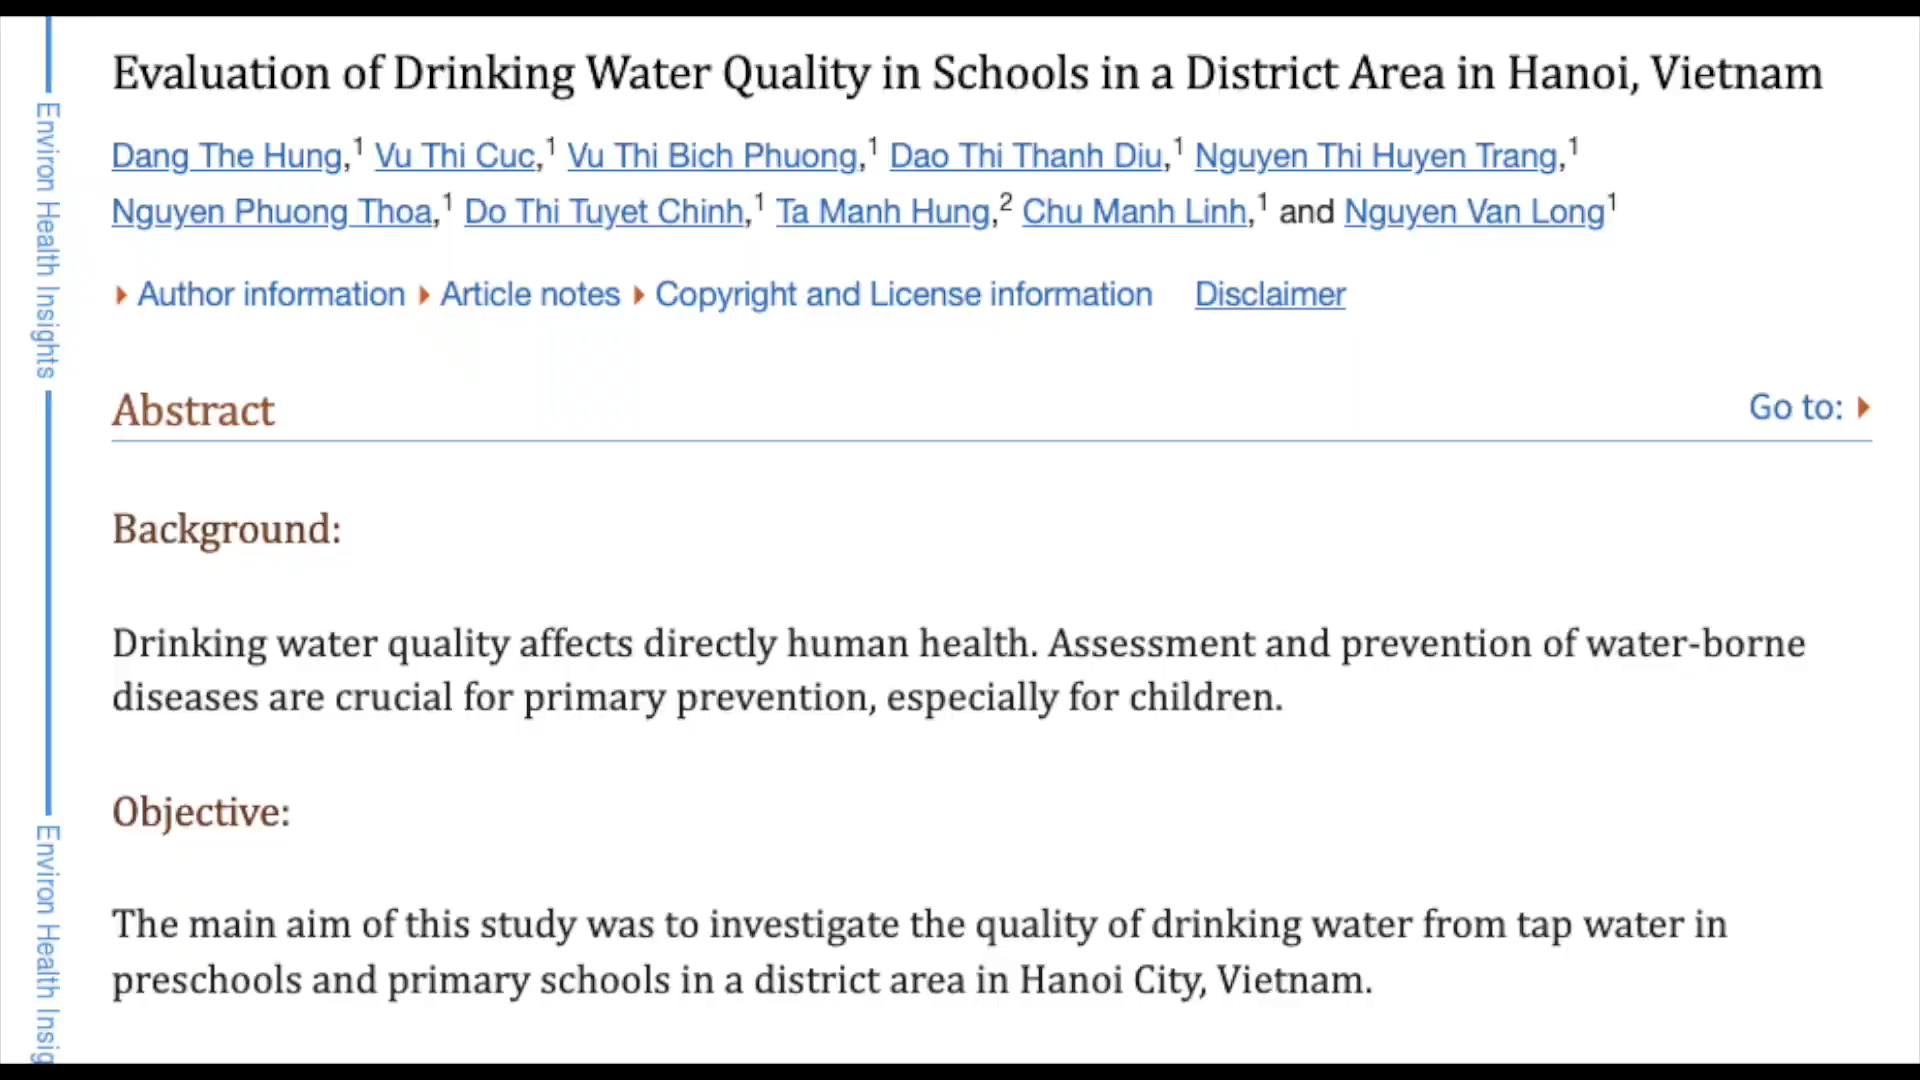 Evaluation of Drinking Water Quality in Schools in a District Area in Hanoi, Vietnam
Dang The Hung,1 Vu Thi Cuc,1 Vu Thi Bich Phuong,1 Dao Thi Thanh Diu,1 Nguyen Thi Huyen Trang,1
Nguyen Phuong Thoa,1 Do Thi Tuyet Chinh,1 Ta Manh Hung,2 Chu Manh Linh,1 and Nguyen Van Long1
Author information Article notes Copyright and License information Disclaimer
Abstract
Go to:
Background:
Drinking water quality affects directly human health. Assessment and prevention of water-borne
diseases are crucial for primary prevention, especially for children.
Objective:
The main aim of this study was to investigate the quality of drinking water from tap water in
preschools and primary schools in a district area in Hanoi City, Vietnam.
Environ Health Insights
Environ Health Insig